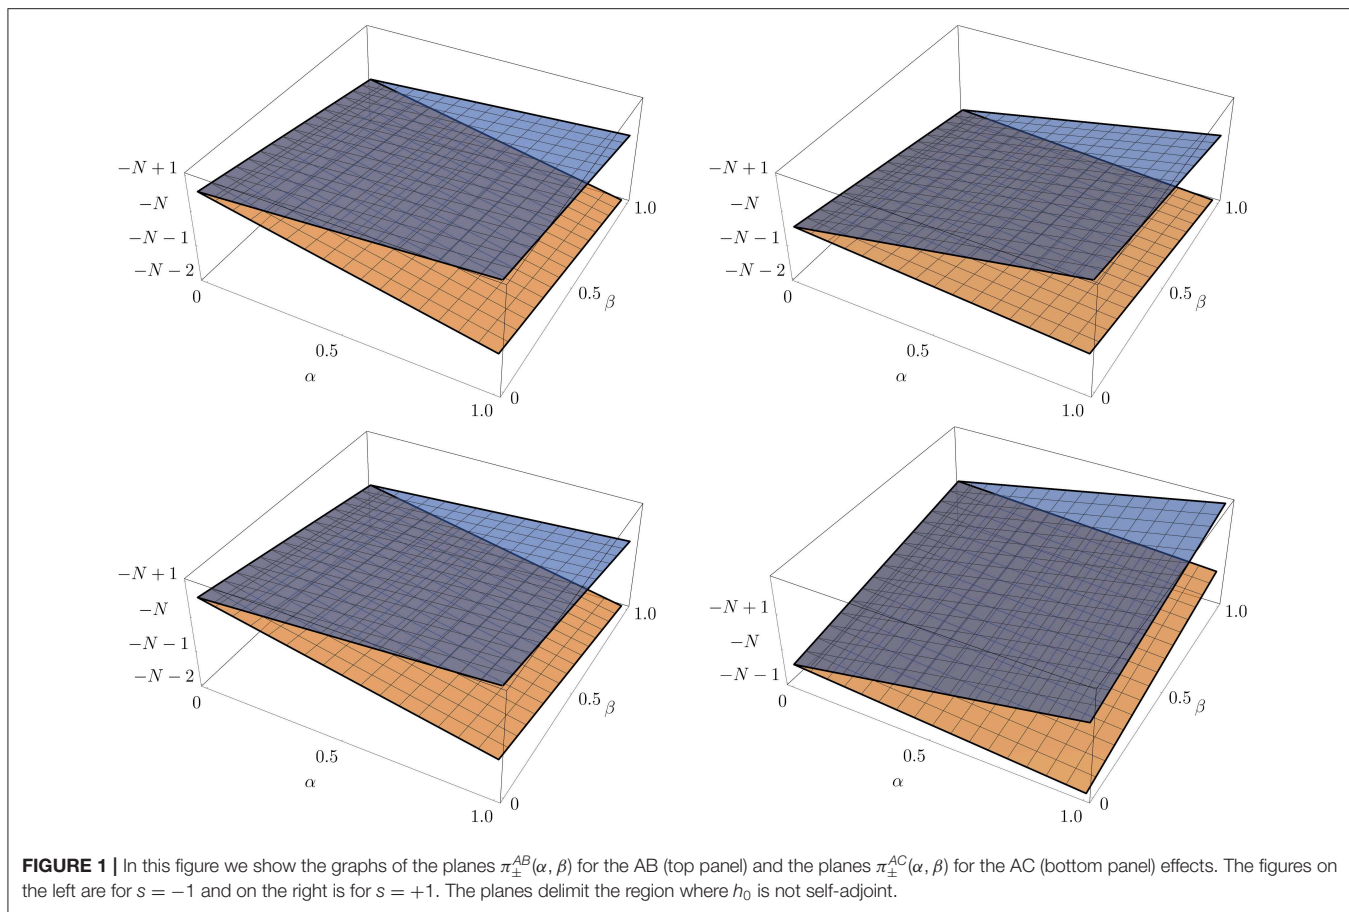 −N + 1
−N
−N − 1
−N − 2
0
0.5
α
1.0
0
0.5
β
1.0
−N + 1
−N
−N − 1
−N − 2
0
0.5
α
1.0
0
0.5
β
1.0
−N + 1
−N
−N − 1
−N − 2
0
0.5
α
1.0
0
0.5
β
1.0
−N + 1
−N
−N − 1
0
0.5
α
1.0
0
0.5
β
1.0
FIGURE 1 | In this figure we show the graphs of the planes π±^AB(α, β) for the AB (top panel) and the planes π±^AC(α, β) for the AC (bottom panel) effects. The figures on
the left are for s = −1 and on the right is for s = +1. The planes delimit the region where h₀ is not self-adjoint.